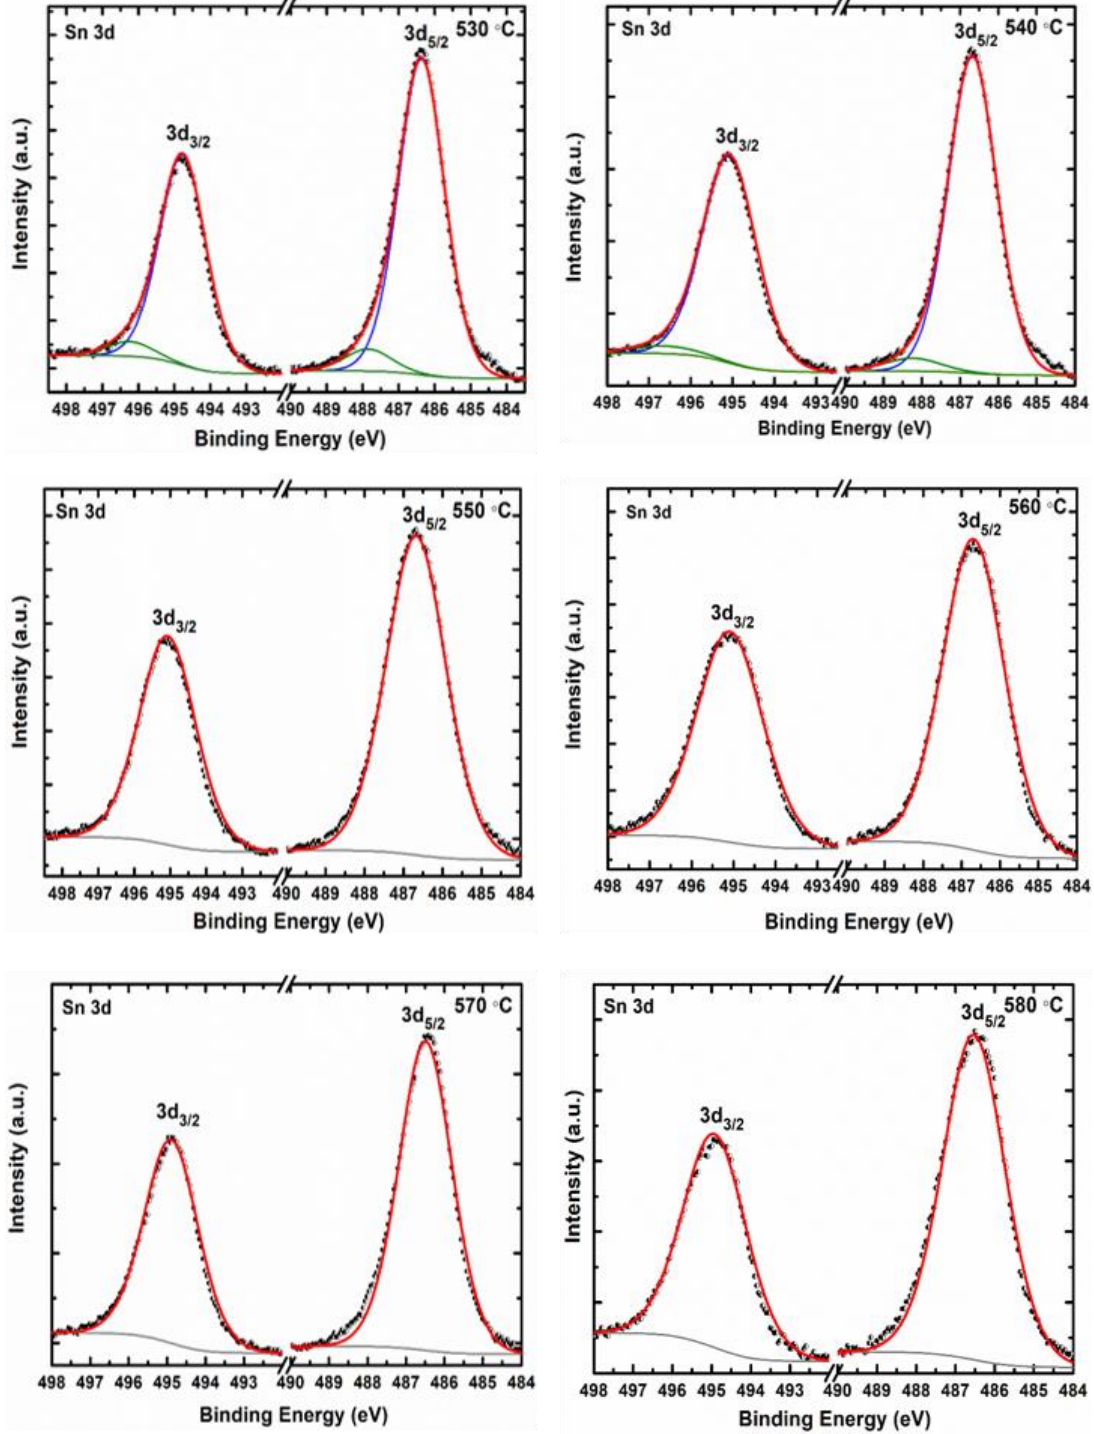 Sn 3d
3d5/2
530 °C
3d3/2
Intensity (a.u.)
498 497 496 495 494 493 490 489 488 487 486 485 484
Binding Energy (eV)
Sn 3d
3d5/2
540 °C
3d3/2
Intensity (a.u.)
498 497 496 495 494 493 490 489 488 487 486 485 484
Binding Energy (eV)
Sn 3d
3d5/2
550 °C
3d3/2
Intensity (a.u.)
498 497 496 495 494 493 490 489 488 487 486 485 484
Binding Energy (eV)
Sn 3d
3d5/2
560 °C
3d3/2
Intensity (a.u.)
498 497 496 495 494 493 490 489 488 487 486 485 484
Binding Energy (eV)
Sn 3d
3d5/2
570 °C
3d3/2
Intensity (a.u.)
498 497 496 495 494 493 490 489 488 487 486 485 484
Binding Energy (eV)
Sn 3d
3d5/2
580 °C
3d3/2
Intensity (a.u.)
498 497 496 495 494 493 490 489 488 487 486 485 484
Binding Energy (eV)